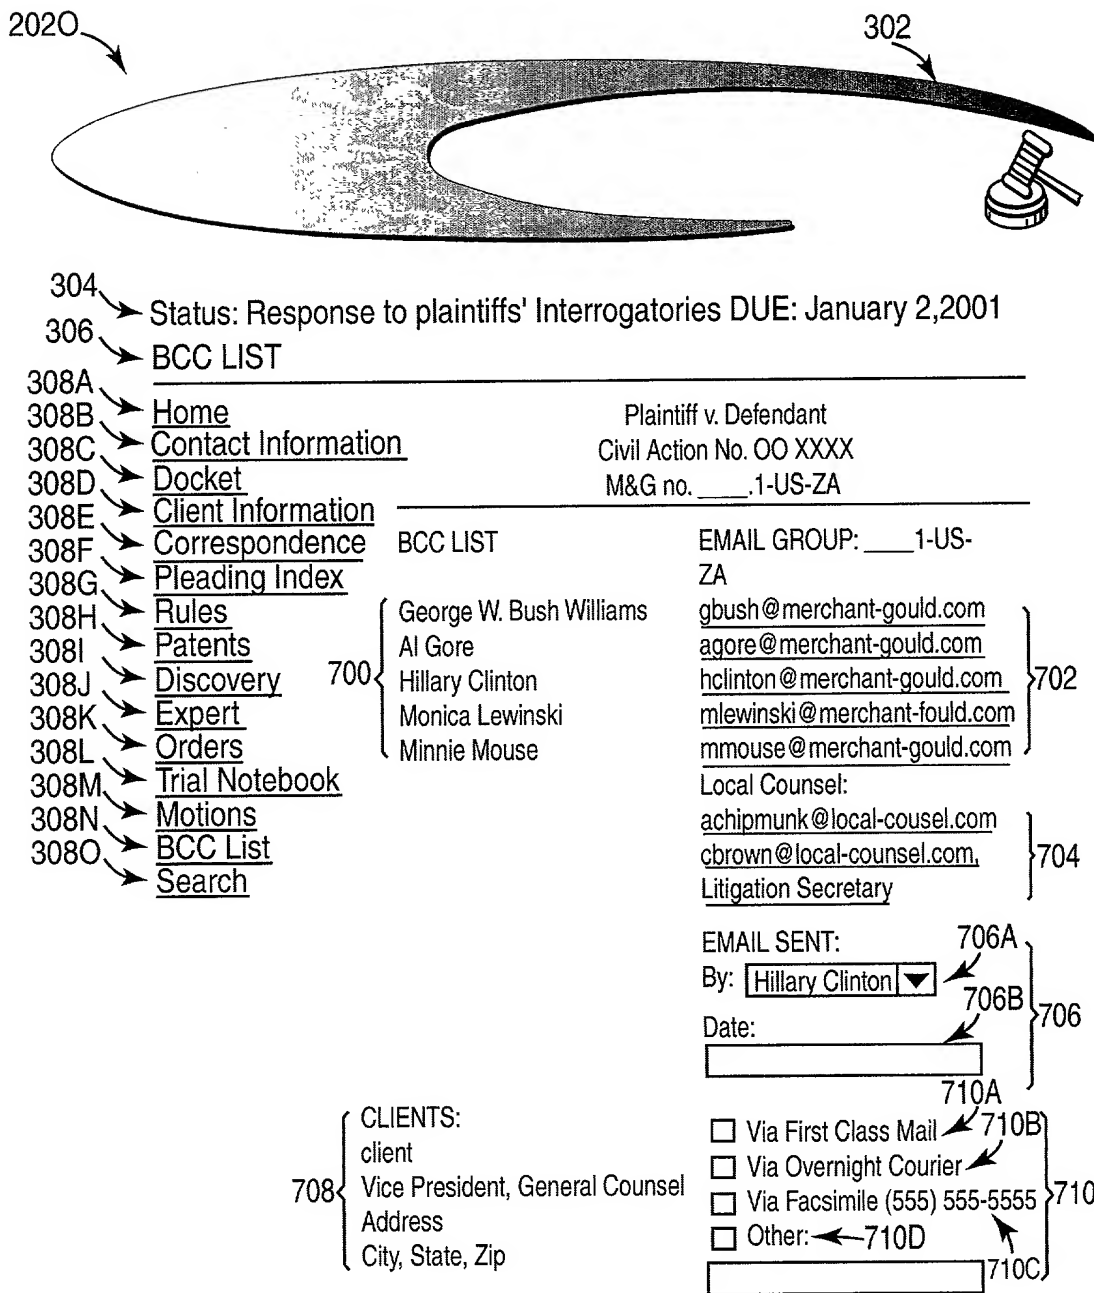 202O 302
304 Status: Response to plaintiffs' Interrogatories DUE: January 2,2001
306 BCC LIST
308A Home Plaintiff v. Defendant
308B Contact Information Civil Action No. OO XXXX
308C Docket M&G no. ____.1-US-ZA
308D Client Information
308E Correspondence BCC LIST EMAIL GROUP: ____1-US-
308F Pleading Index ZA
308G Rules George W. Bush Williams gbush@merchant-gould.com
308H Patents Al Gore agore@merchant-gould.com
308I Discovery 700 Hillary Clinton hclinton@merchant-gould.com 702
308J Expert Monica Lewinski mlewinski@merchant-fould.com
308K Orders Minnie Mouse mmouse@merchant-gould.com
308L Trial Notebook Local Counsel:
308M Motions achipmunk@local-cousel.com
308N BCC List cbrown@local-counsel.com, 704
308O Search Litigation Secretary
EMAIL SENT: 706A
By: Hillary Clinton
706B
706
Date:
710A
CLIENTS: Via First Class Mail 710B
client Via Overnight Courier
708 Vice President, General Counsel Via Facsimile (555) 555-5555 710
Address Other: 710D
City, State, Zip 710C